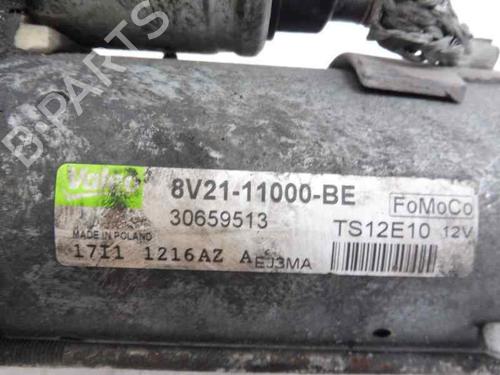 B-PARTS
Valeo
8V21-11000-BE
FoMoCo
30659513
TS12E10 12V
MADE IN POLAND
17I1 1216AZ A EJ3MA